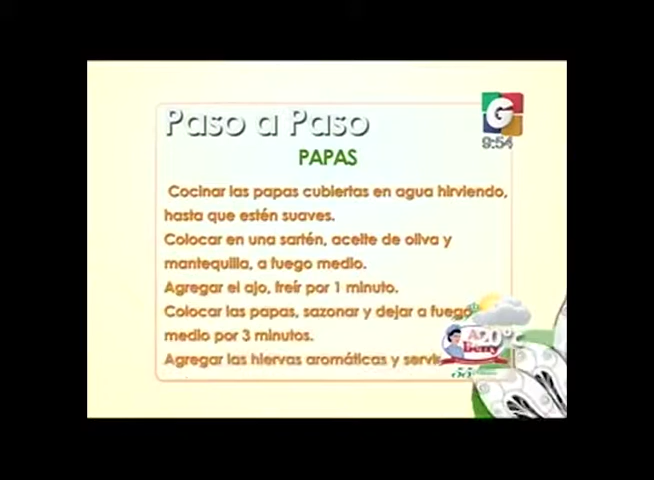 Paso a Paso
G
PAPAS
9:54
Cocinar las papas cubiertas en agua hirviendo,
hasta que estén suaves.
Colocar en una sartén, aceite de oliva y
mantequilla, a fuego medio.
Agregar el ajo, freír por 1 minuto.
Colocar las papas, sazonar y dejar a fuego
medio por 3 minutos.
20°C
Agregar las hiervas aromáticas y